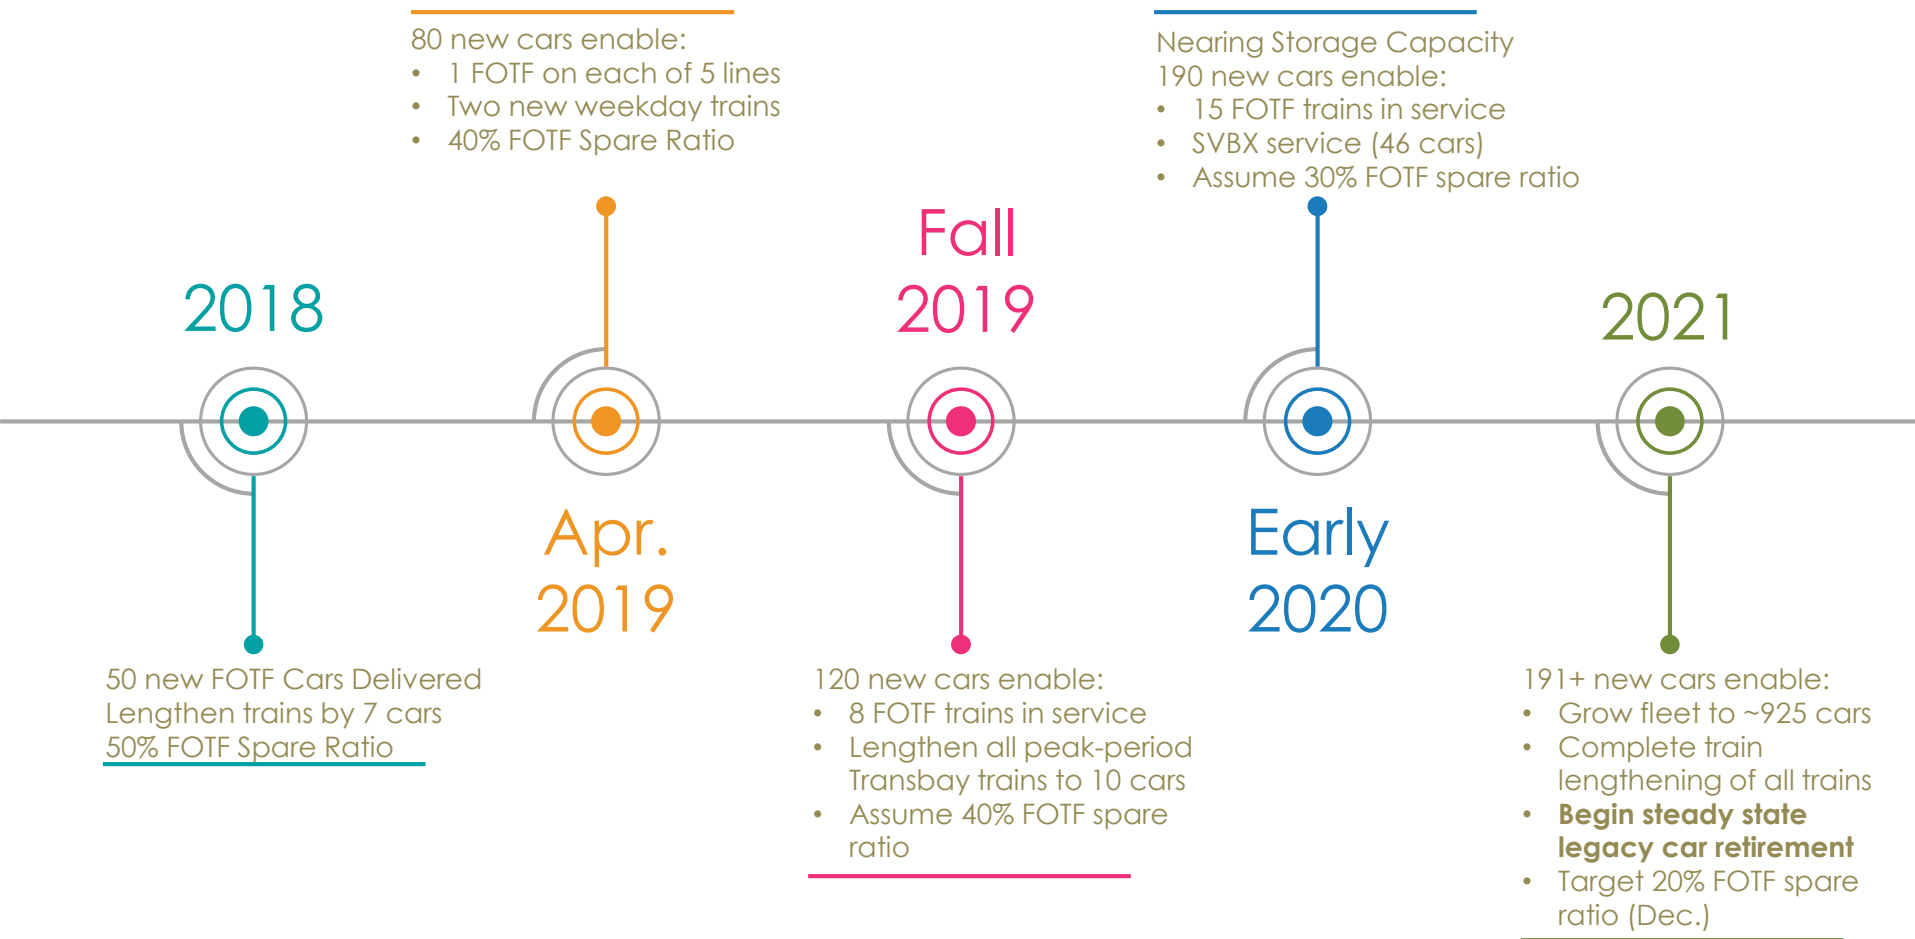 2018
50 new FOTF Cars Delivered
Lengthen trains by 7 cars
50% FOTF Spare Ratio
80 new cars enable:
• 1 FOTF on each of 5 lines
• Two new weekday trains
• 40% FOTF Spare Ratio
Apr.
2019
Fall
2019
120 new cars enable:
• 8 FOTF trains in service
• Lengthen all peak-period
Transbay trains to 10 cars
• Assume 40% FOTF spare
ratio
Nearing Storage Capacity
190 new cars enable:
• 15 FOTF trains in service
• SVBX service (46 cars)
• Assume 30% FOTF spare ratio
Early
2020
2021
191+ new cars enable:
• Grow fleet to ~925 cars
• Complete train
lengthening of all trains
• Begin steady state
legacy car retirement
• Target 20% FOTF spare
ratio (Dec.)